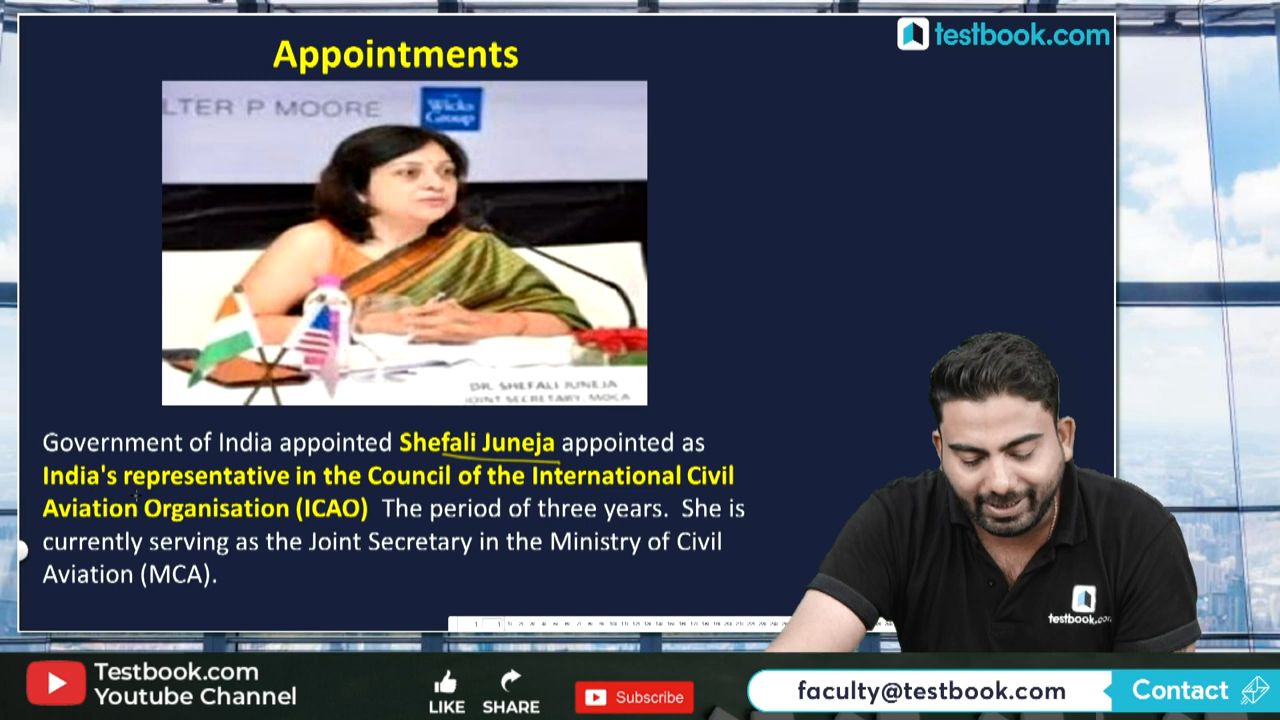 Appointments
testbook.com
LTER P MOORE
Wicks
Group
DR. SHEFALI JUNEJA
JOINT SECRETARY, MOCA
Government of India appointed Shefali Juneja appointed as
India's representative in the Council of the International Civil
Aviation Organisation (ICAO) The period of three years. She is
currently serving as the Joint Secretary in the Ministry of Civil
Aviation (MCA).
testbook.com
Testbook.com
Youtube Channel
LIKE
SHARE
Subscribe
faculty@testbook.com
Contact